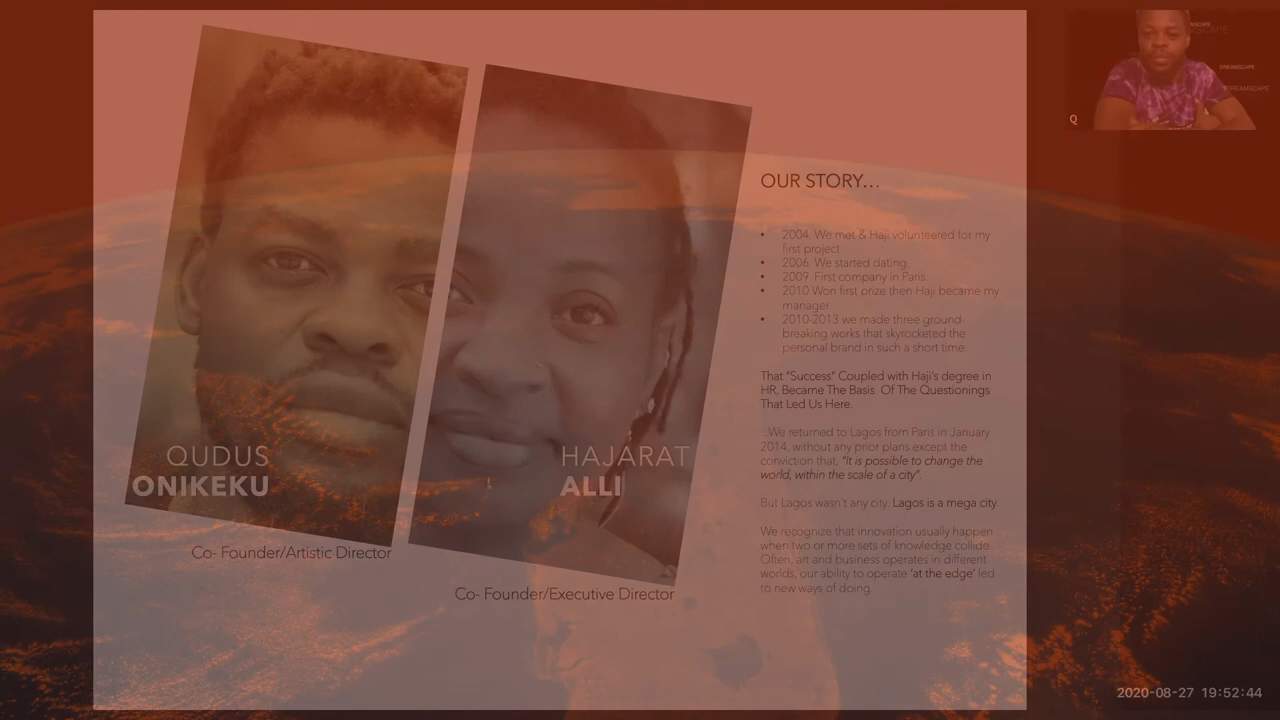 QUDUS
ONIKEKU
Co- Founder/Artistic Director
HAJARAT
ALLI
Co- Founder/Executive Director
OUR STORY...
• 2004. We met & Haji volunteered for my
first project
• 2006. We started dating.
• 2009. First company in Paris.
• 2010 Won first prize then Haji became my
manager
• 2010-2013 we made three ground-
breaking works that skyrocketed the
personal brand in such a short time.
That "Success" Coupled with Haji's degree in
HR, Became The Basis Of The Questionings
That Led Us Here.
...We returned to Lagos from Paris in January
2014, without any prior plans except the
conviction that, "It is possible to change the
world, within the scale of a city".
But Lagos wasn't any city. Lagos is a mega city
We recognize that innovation usually happen
when two or more sets of knowledge collide.
Often, art and business operates in different
worlds, our ability to operate 'at the edge' led
to new ways of doing.
DREAMSCAPE
DREAMSCAPE
Q
2020-08-27 19:52:44